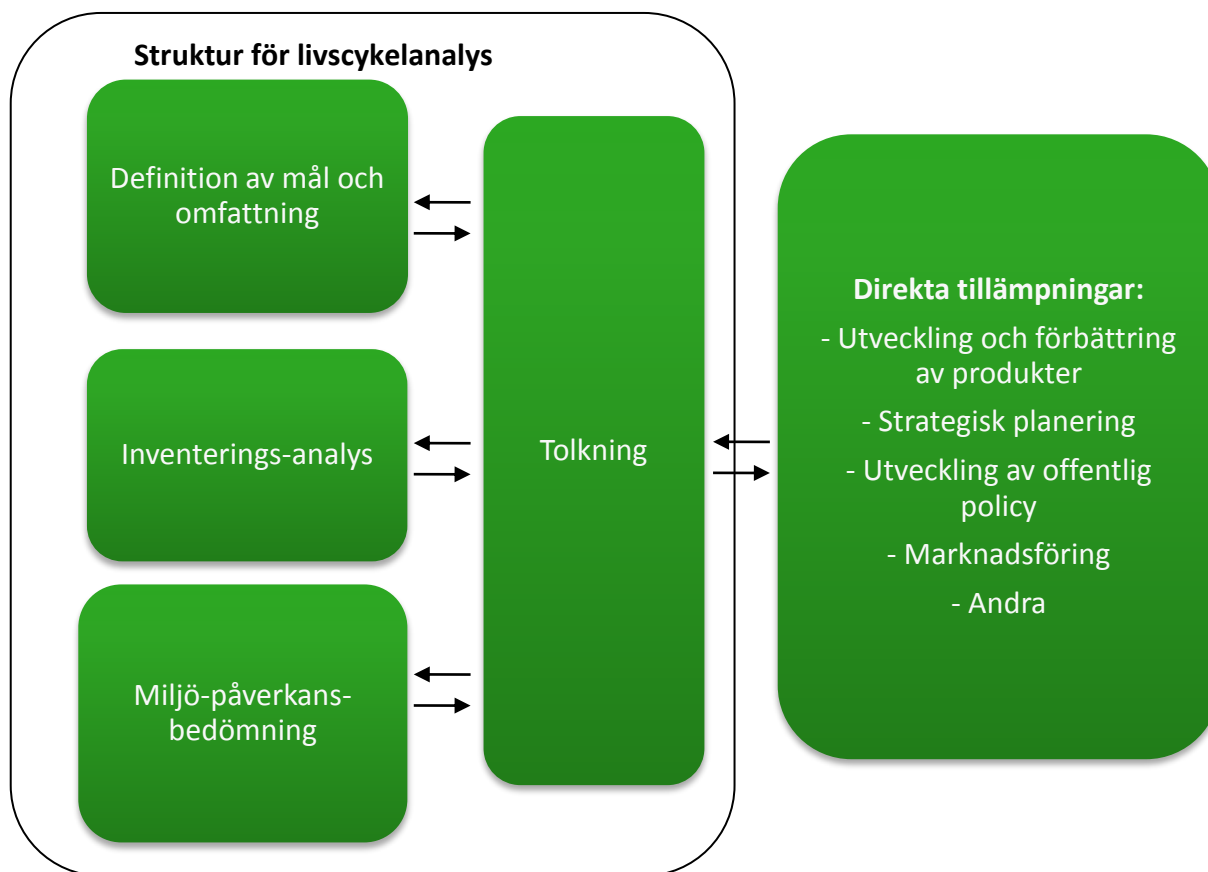 Struktur för livscykelanalys
Definition av mål och
omfattning
Inventerings-analys
Miljö-påverkans-
bedömning
Tolkning
Direkta tillämpningar:
- Utveckling och förbättring
av produkter
- Strategisk planering
- Utveckling av offentlig
policy
- Marknadsföring
- Andra